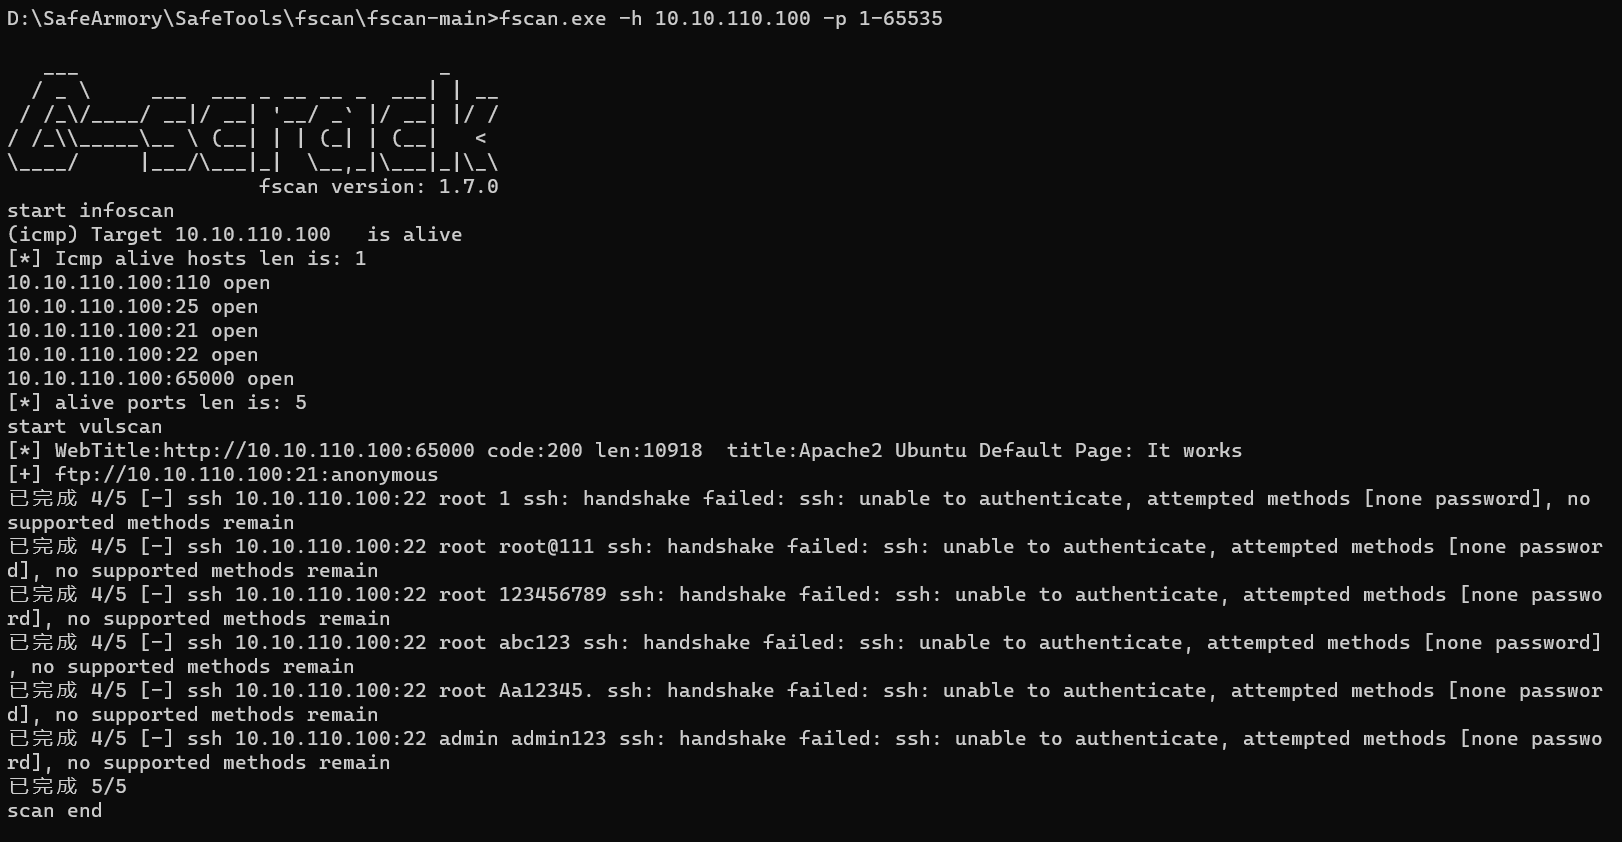 D:\SafeArmory\SafeTools\fscan\fscan-main>fscan.exe -h 10.10.110.100 -p 1-65535
   ___                              _
  / _ \     ___  ___ _ __ __ _  ___| | __
 / /_\/____/ __|/ __| '__/ _` |/ __| |/ /
/ /_\\_____\__ \ (__| | | (_| | (__|   <
\____/     |___/\___|_|  \__,_|\___|_|\_\
                     fscan version: 1.7.0
start infoscan
(icmp) Target 10.10.110.100   is alive
[*] Icmp alive hosts len is: 1
10.10.110.100:110 open
10.10.110.100:25 open
10.10.110.100:21 open
10.10.110.100:22 open
10.10.110.100:65000 open
[*] alive ports len is: 5
start vulscan
[*] WebTitle:http://10.10.110.100:65000 code:200 len:10918  title:Apache2 Ubuntu Default Page: It works
[+] ftp://10.10.110.100:21:anonymous
已完成 4/5 [-] ssh 10.10.110.100:22 root 1 ssh: handshake failed: ssh: unable to authenticate, attempted methods [none password], no
supported methods remain
已完成 4/5 [-] ssh 10.10.110.100:22 root root@111 ssh: handshake failed: ssh: unable to authenticate, attempted methods [none passwor
d], no supported methods remain
已完成 4/5 [-] ssh 10.10.110.100:22 root 123456789 ssh: handshake failed: ssh: unable to authenticate, attempted methods [none passwo
rd], no supported methods remain
已完成 4/5 [-] ssh 10.10.110.100:22 root abc123 ssh: handshake failed: ssh: unable to authenticate, attempted methods [none password]
, no supported methods remain
已完成 4/5 [-] ssh 10.10.110.100:22 root Aa12345. ssh: handshake failed: ssh: unable to authenticate, attempted methods [none passwor
d], no supported methods remain
已完成 4/5 [-] ssh 10.10.110.100:22 admin admin123 ssh: handshake failed: ssh: unable to authenticate, attempted methods [none passwo
rd], no supported methods remain
已完成 5/5
scan end